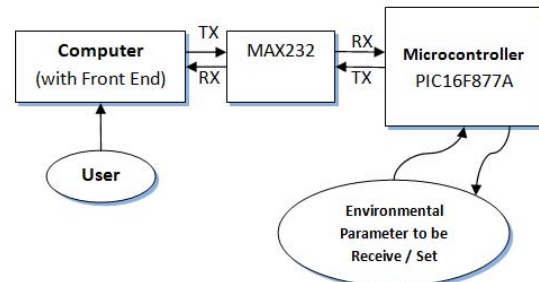 Computer
(with Front End)
TX
RX
MAX232
RX
TX
Microcontroller
PIC16F877A
User
Environmental
Parameter to be
Receive / Set